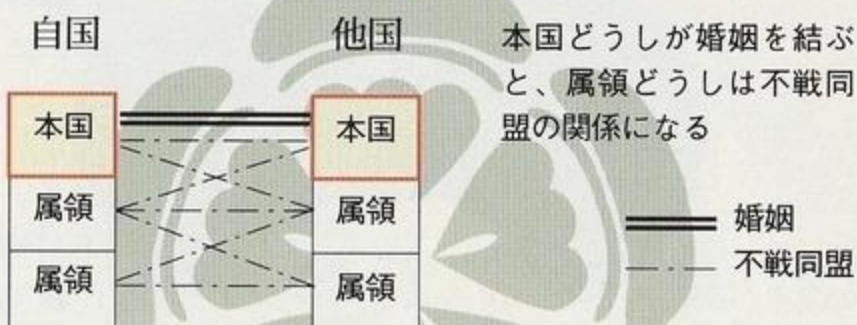 自国
他国
本国どうしが婚姻を結ぶ
と、属領どうしは不戦同
盟の関係になる
本国
本国
属領
属領
属領
属領
婚姻
不戦同盟